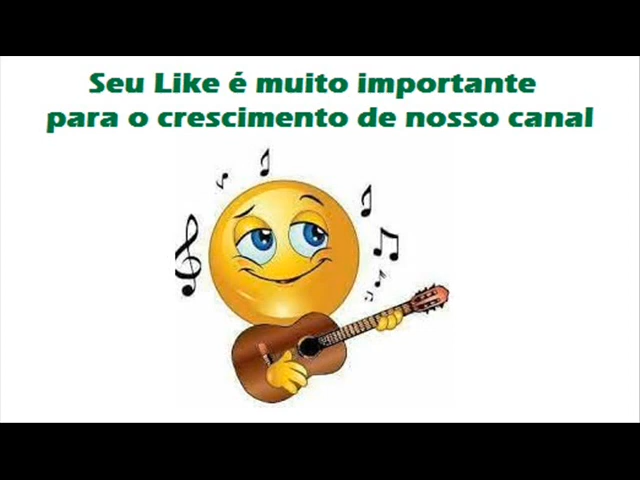 Seu Like é muito importante
para o crescimento de nosso canal